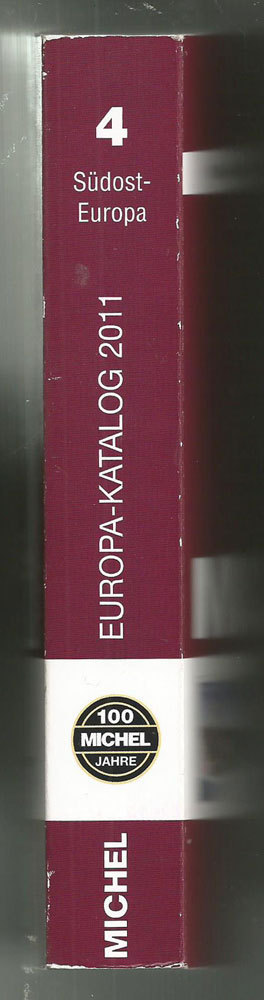 4
Südost-
Europa
EUROPA-KATALOG 2011
100
MICHEL
JAHRE
MICHEL